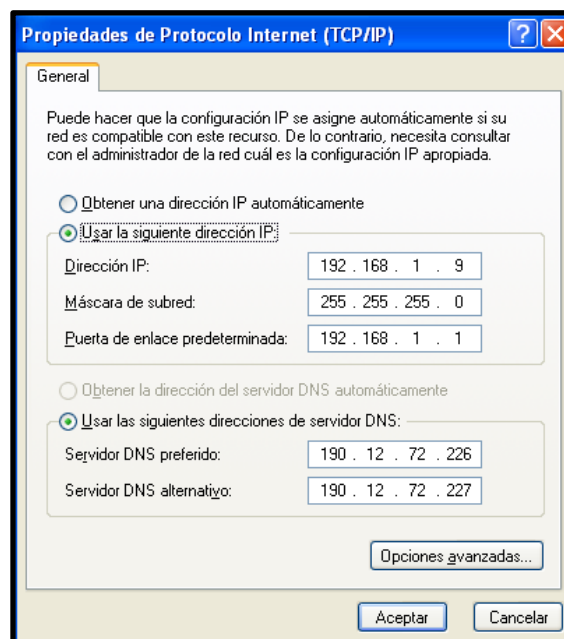 Propiedades de Protocolo Internet (TCP/IP)
General
Puede hacer que la configuración IP se asigne automáticamente si su
red es compatible con este recurso. De lo contrario, necesita consultar
con el administrador de la red cuál es la configuración IP apropiada.
Obtener una dirección IP automáticamente
Usar la siguiente dirección IP:
Dirección IP: 192 . 168 . 1 . 9
Máscara de subred: 255 . 255 . 255 . 0
Puerta de enlace predeterminada: 192 . 168 . 1 . 1
Obtener la dirección del servidor DNS automáticamente
Usar las siguientes direcciones de servidor DNS:
Servidor DNS preferido: 190 . 12 . 72 . 226
Servidor DNS alternativo: 190 . 12 . 72 . 227
Opciones avanzadas...
Aceptar Cancelar